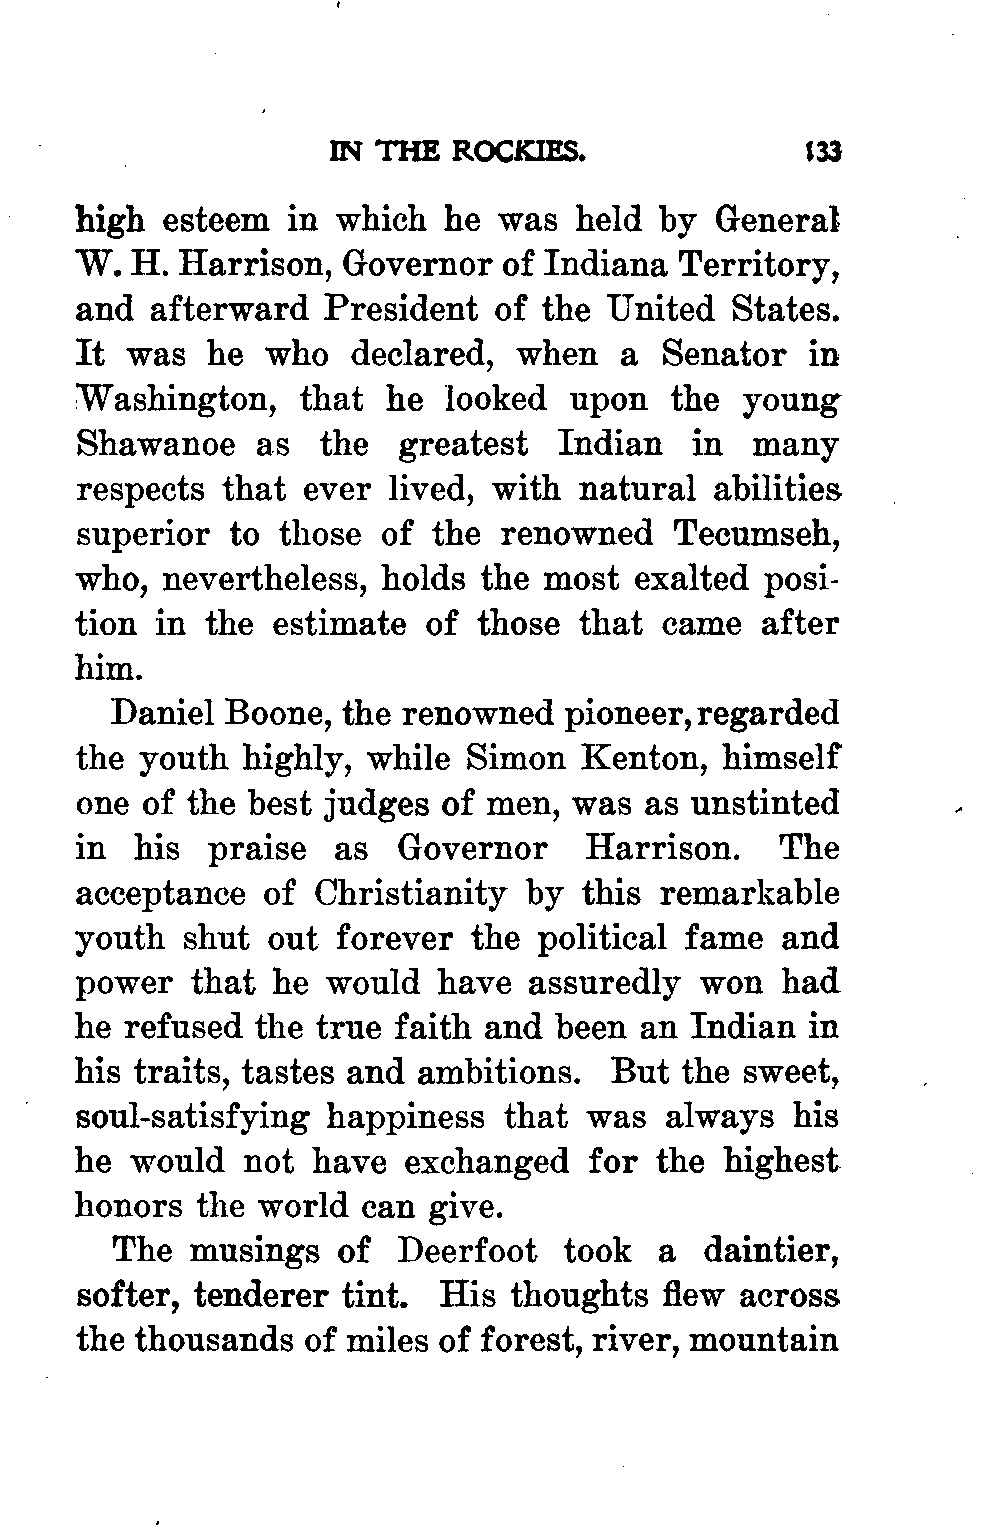 IN THE ROCKIES. 133
high esteem in which he was held by General
W. H. Harrison, Governor of Indiana Territory,
and afterward President of the United States.
It was he who declared, when a Senator in
Washington, that he looked upon the young
Shawanoe as the greatest Indian in many
respects that ever lived, with natural abilities
superior to those of the renowned Tecumseh,
who, nevertheless, holds the most exalted posi-
tion in the estimate of those that came after
him.
Daniel Boone, the renowned pioneer, regarded
the youth highly, while Simon Kenton, himself
one of the best judges of men, was as unstinted
in his praise as Governor Harrison. The
acceptance of Christianity by this remarkable
youth shut out forever the political fame and
power that he would have assuredly won had
he refused the true faith and been an Indian in
his traits, tastes and ambitions. But the sweet,
soul-satisfying happiness that was always his
he would not have exchanged for the highest
honors the world can give.
The musings of Deerfoot took a daintier,
softer, tenderer tint. His thoughts flew across
the thousands of miles of forest, river, mountain